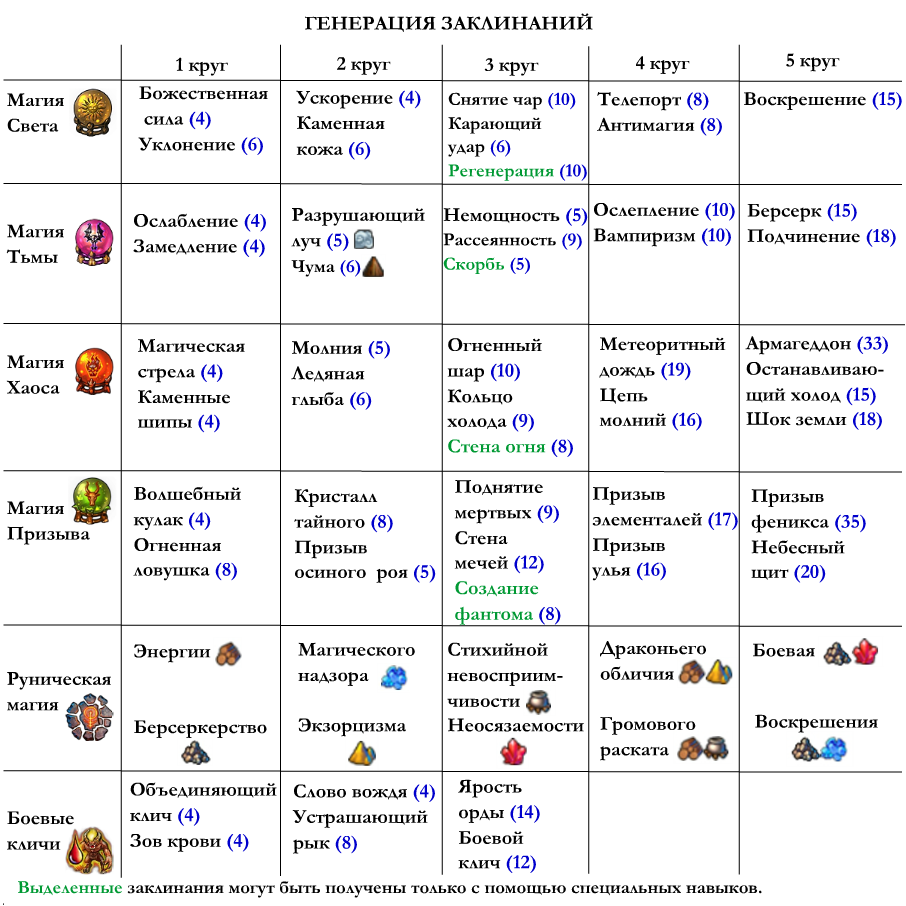 ГЕНЕРАЦИЯ ЗАКЛИНАНИЙ
1 круг
2 круг
3 круг
4 круг
5 круг
Магия
Света
Божественная
сила (4)
Уклонение (6)
Ускорение (4)
Каменная
кожа (6)
Снятие чар (10)
Карающий
удар (6)
Регенерация (10)
Телепорт (8)
Антимагия (8)
Воскрешение (15)
Магия
Тьмы
Ослабление (4)
Замедление (4)
Разрушающий
луч (5)
Чума (6)
Немощность (5)
Рассеянность (9)
Скорбь (5)
Ослепление (10)
Вампиризм (10)
Берсерк (15)
Подчинение (18)
Магия
Хаоса
Магическая
стрела (4)
Каменные
шипы (4)
Молния (5)
Ледяная
глыба (6)
Огненный
шар (10)
Кольцо
холода (9)
Стена огня (8)
Метеоритный
дождь (19)
Цепь
молний (16)
Армагеддон (33)
Останавливаю-
щий холод (15)
Шок земли (18)
Магия
Призыва
Волшебный
кулак (4)
Огненная
ловушка (8)
Кристалл
тайного (8)
Призыв
осиного роя (5)
Поднятие
мертвых (9)
Стена
мечей (12)
Создание
фантома (8)
Призыв
элементалей (17)
Призыв
улья (16)
Призыв
феникса (35)
Небесный
щит (20)
Руническая
магия
Энергии
Берсеркерство
Магического
надзора
Экзорцизма
Стихийной
невосприим-
чивости
Неосязаемости
Драконьего
обличия
Громового
раската
Боевая
Воскрешения
Боевые
кличи
Объединяющий
клич (4)
Зов крови (4)
Слово вождя (4)
Устрашающий
рык (8)
Ярость
орды (14)
Боевой
клич (12)
Выделенные заклинания могут быть получены только с помощью специальных навыков.